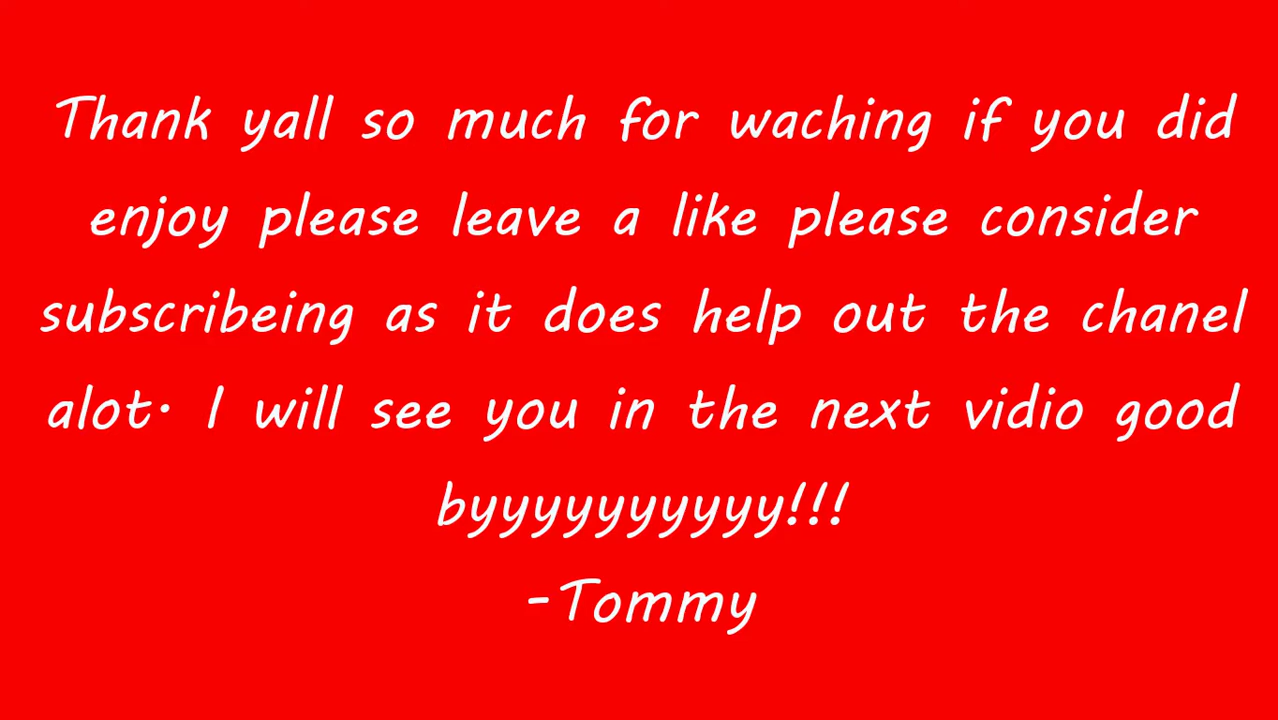 Thank yall so much for waching if you did
enjoy please leave a like please consider
subscribeing as it does help out the chanel
alot. I will see you in the next vidio good
byyyyyyyyyy!!!
-Tommy